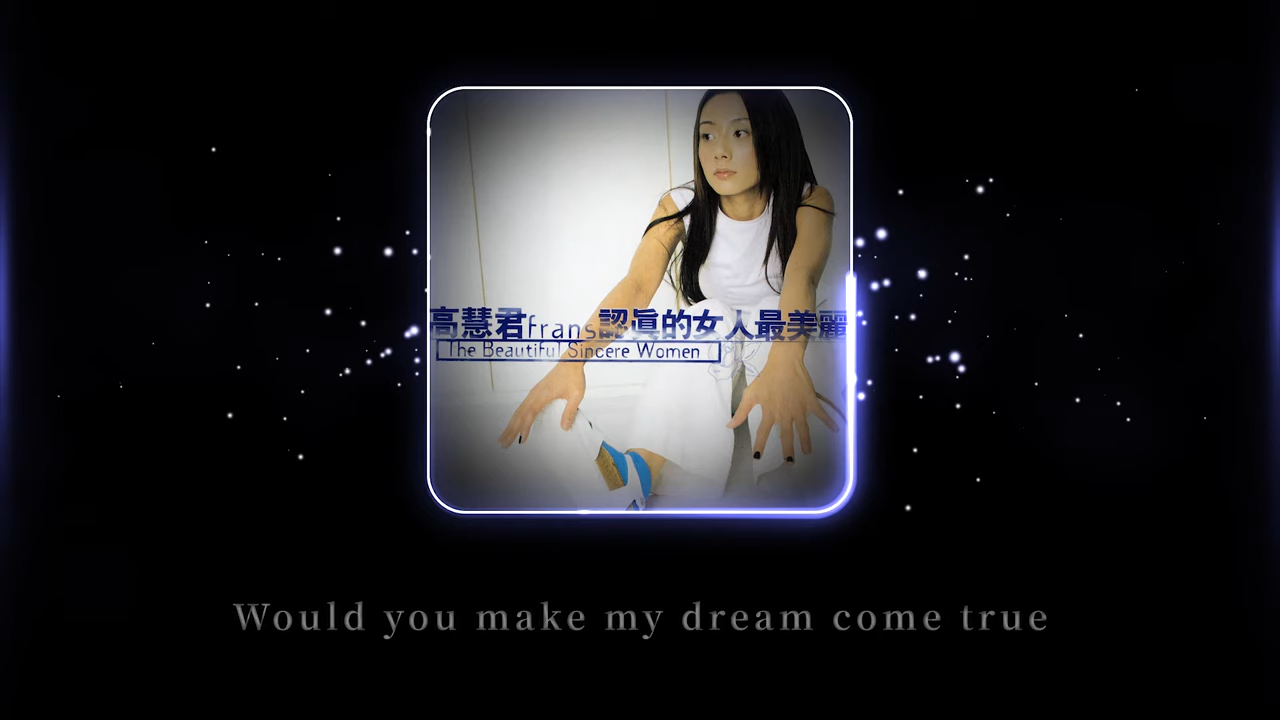 高慧君frans認真的女人最美麗
The Beautiful Sincere Women
Would you make my dream come true